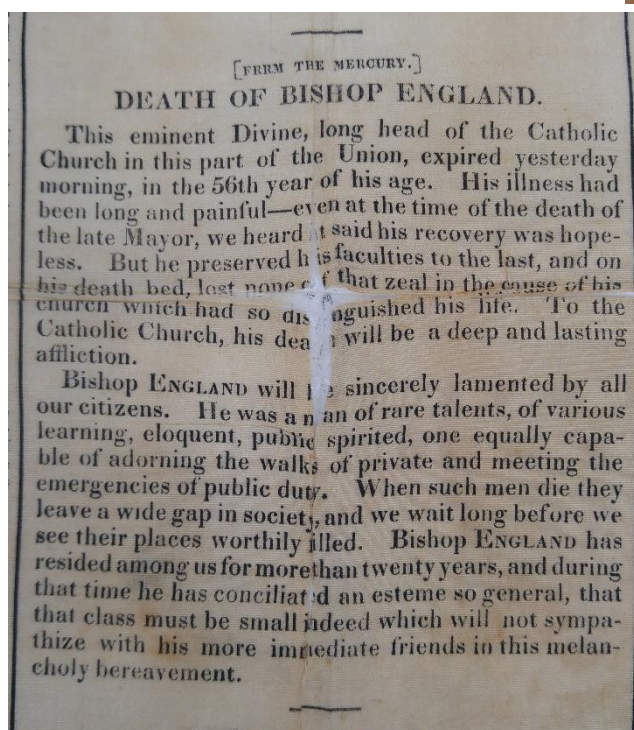 [FRRM THE MERCURY.]
DEATH OF BISHOP ENGLAND.
This eminent Divine, long head of the Catholic
Church in this part of the Union, expired yesterday
morning, in the 56th year of his age. His illness had
been long and painful—even at the time of the death of
the late Mayor, we heard it said his recovery was hope-
less. But he preserved his faculties to the last, and on
his death bed, lost none of that zeal in the cause of his
church which had so distinguished his life. To the
Catholic Church, his death will be a deep and lasting
affliction.
Bishop ENGLAND will be sincerely lamented by all
our citizens. He was a man of rare talents, of various
learning, eloquent, public spirited, one equally capa-
ble of adorning the walks of private and meeting the
emergencies of public duty. When such men die they
leave a wide gap in society, and we wait long before we
see their places worthily filled. Bishop ENGLAND has
resided among us for more than twenty years, and during
that time he has conciliated an esteme so general, that
that class must be small indeed which will not sympa-
thize with his more immediate friends in this melan-
choly bereavement.